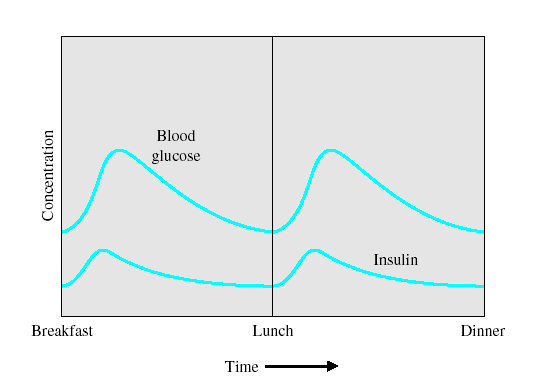 Blood
glucose
Concentration
Insulin
Breakfast
Lunch
Dinner
Time